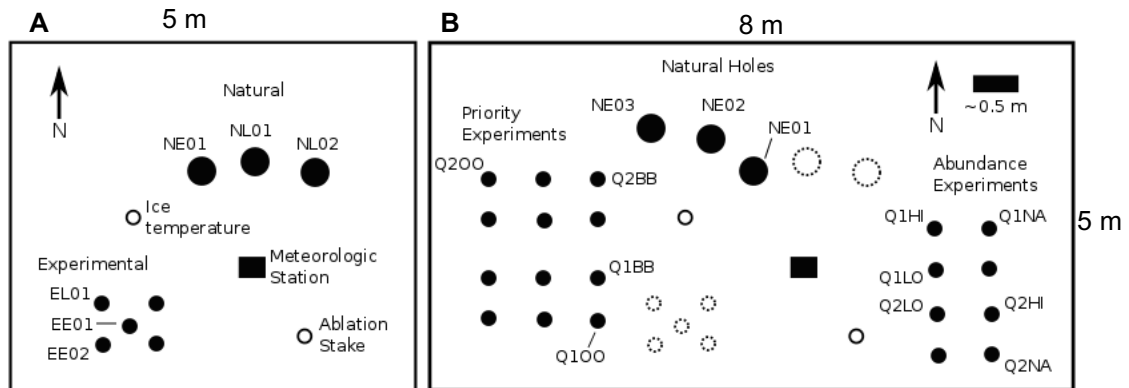 A
5 m
N
Natural
NE01
NL01
NL02
Ice
temperature
Experimental
Meteorologic
Station
EL01
EE01
EE02
Ablation
Stake
B
8 m
Natural Holes
Priority
Experiments
NE03
NE02
NE01
N
~0.5 m
Q2OO
Q2BB
Q1BB
Q1OO
Abundance
Experiments
Q1HI
Q1NA
Q1LO
Q2LO
Q2HI
Q2NA
5 m